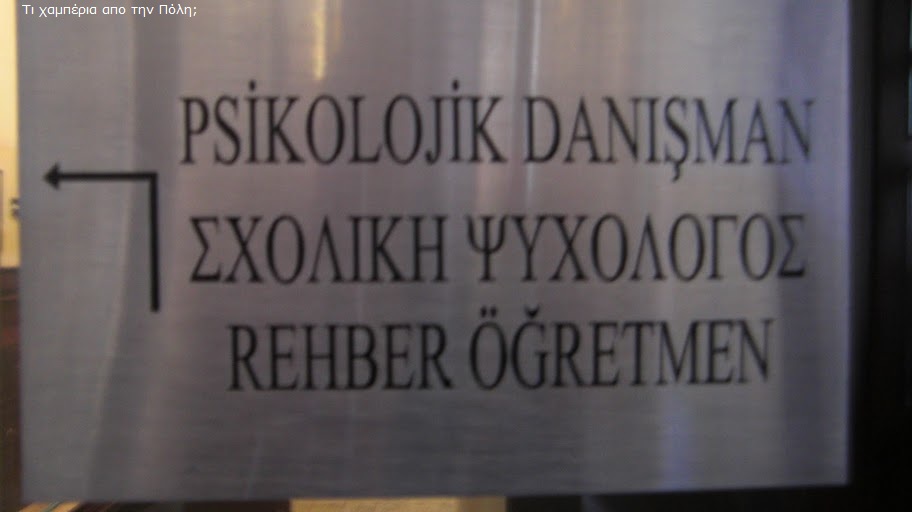 Τι χαμπέρια απο την Πόλη;
PSİKOLOJİK DANIŞMAN
ΣΧΟΛΙΚΗ ΨΥΧΟΛΟΓΟΣ
REHBER ÖĞRETMEN